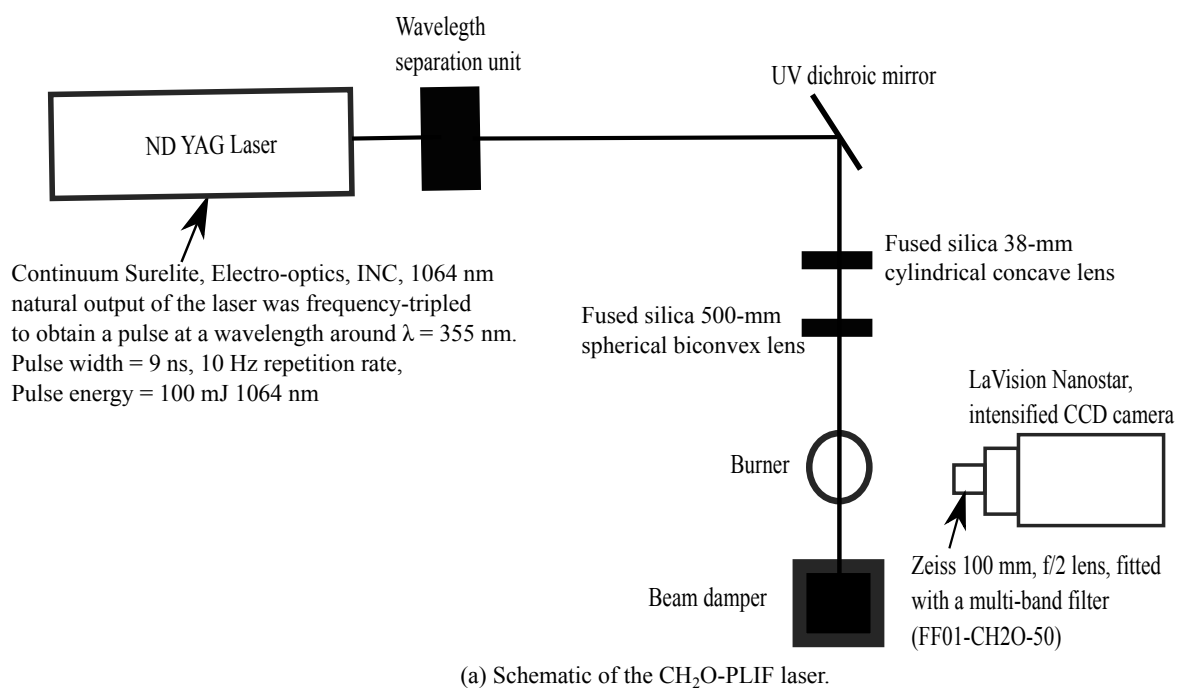 Wavelegth
separation unit
UV dichroic mirror
ND YAG Laser
Fused silica 38-mm
cylindrical concave lens
Continuum Surelite, Electro-optics, INC, 1064 nm
natural output of the laser was frequency-tripled
to obtain a pulse at a wavelength around λ = 355 nm.
Pulse width = 9 ns, 10 Hz repetition rate,
Pulse energy = 100 mJ 1064 nm
Fused silica 500-mm
spherical biconvex lens
LaVision Nanostar,
intensified CCD camera
Burner
Zeiss 100 mm, f/2 lens, fitted
with a multi-band filter
(FF01-CH2O-50)
Beam damper
(a) Schematic of the CH₂O-PLIF laser.